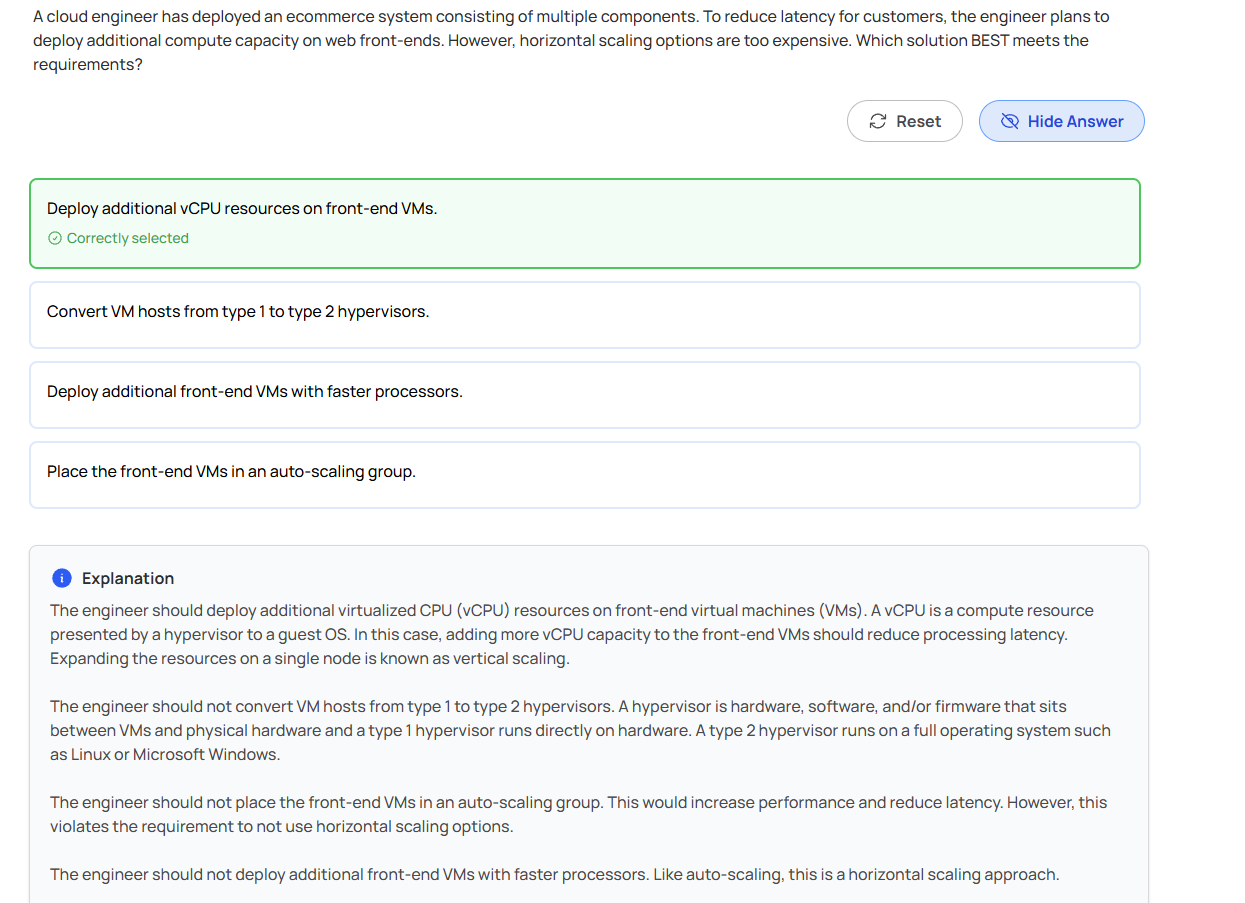 A cloud engineer has deployed an ecommerce system consisting of multiple components. To reduce latency for customers, the engineer plans to
deploy additional compute capacity on web front-ends. However, horizontal scaling options are too expensive. Which solution BEST meets the
requirements?
Reset
Hide Answer
Deploy additional vCPU resources on front-end VMs.
Correctly selected
Convert VM hosts from type 1 to type 2 hypervisors.
Deploy additional front-end VMs with faster processors.
Place the front-end VMs in an auto-scaling group.
Explanation
The engineer should deploy additional virtualized CPU (vCPU) resources on front-end virtual machines (VMs). A vCPU is a compute resource
presented by a hypervisor to a guest OS. In this case, adding more vCPU capacity to the front-end VMs should reduce processing latency.
Expanding the resources on a single node is known as vertical scaling.
The engineer should not convert VM hosts from type 1 to type 2 hypervisors. A hypervisor is hardware, software, and/or firmware that sits
between VMs and physical hardware and a type 1 hypervisor runs directly on hardware. A type 2 hypervisor runs on a full operating system such
as Linux or Microsoft Windows.
The engineer should not place the front-end VMs in an auto-scaling group. This would increase performance and reduce latency. However, this
violates the requirement to not use horizontal scaling options.
The engineer should not deploy additional front-end VMs with faster processors. Like auto-scaling, this is a horizontal scaling approach.